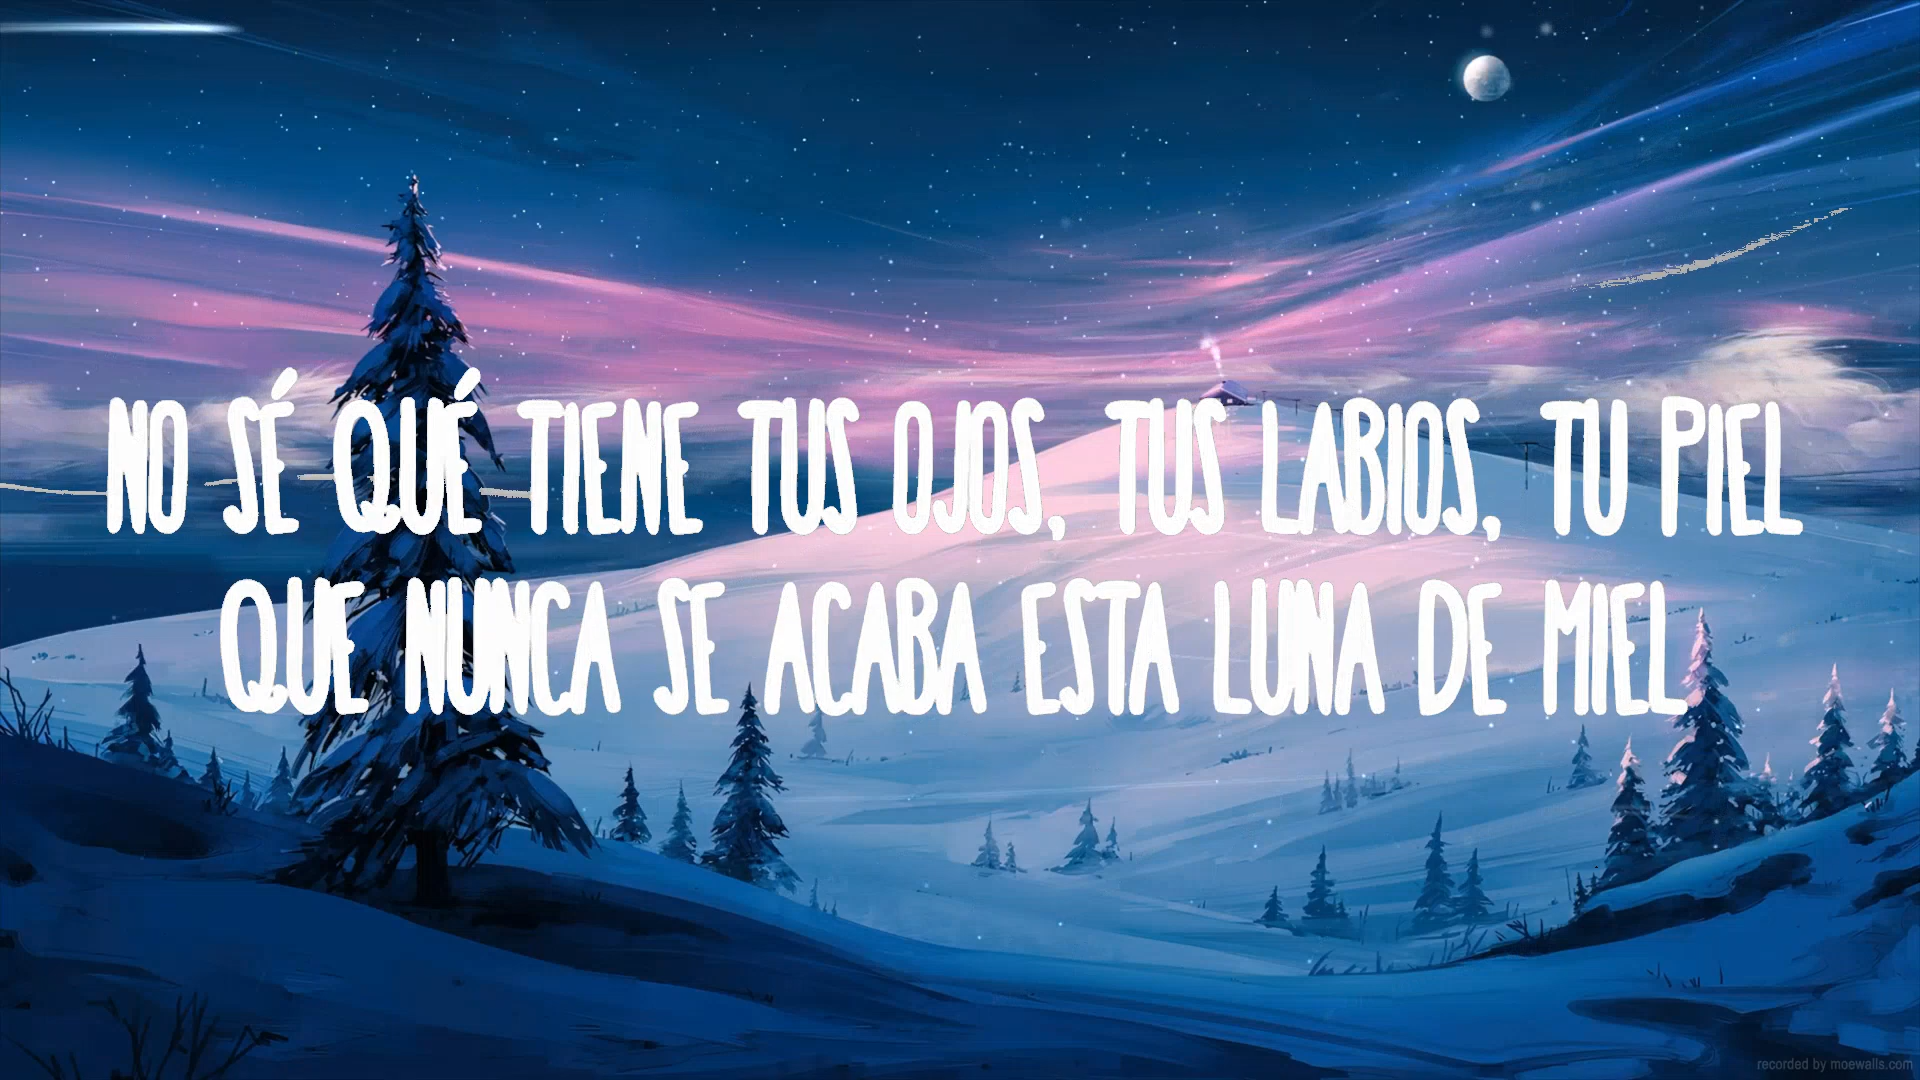 NO SÉ QUÉ TIENE TUS OJOS, TUS LABIOS, TU PIEL
QUE NUNCA SE ACABA ESTA LUNA DE MIEL
recorded by moewalls.com